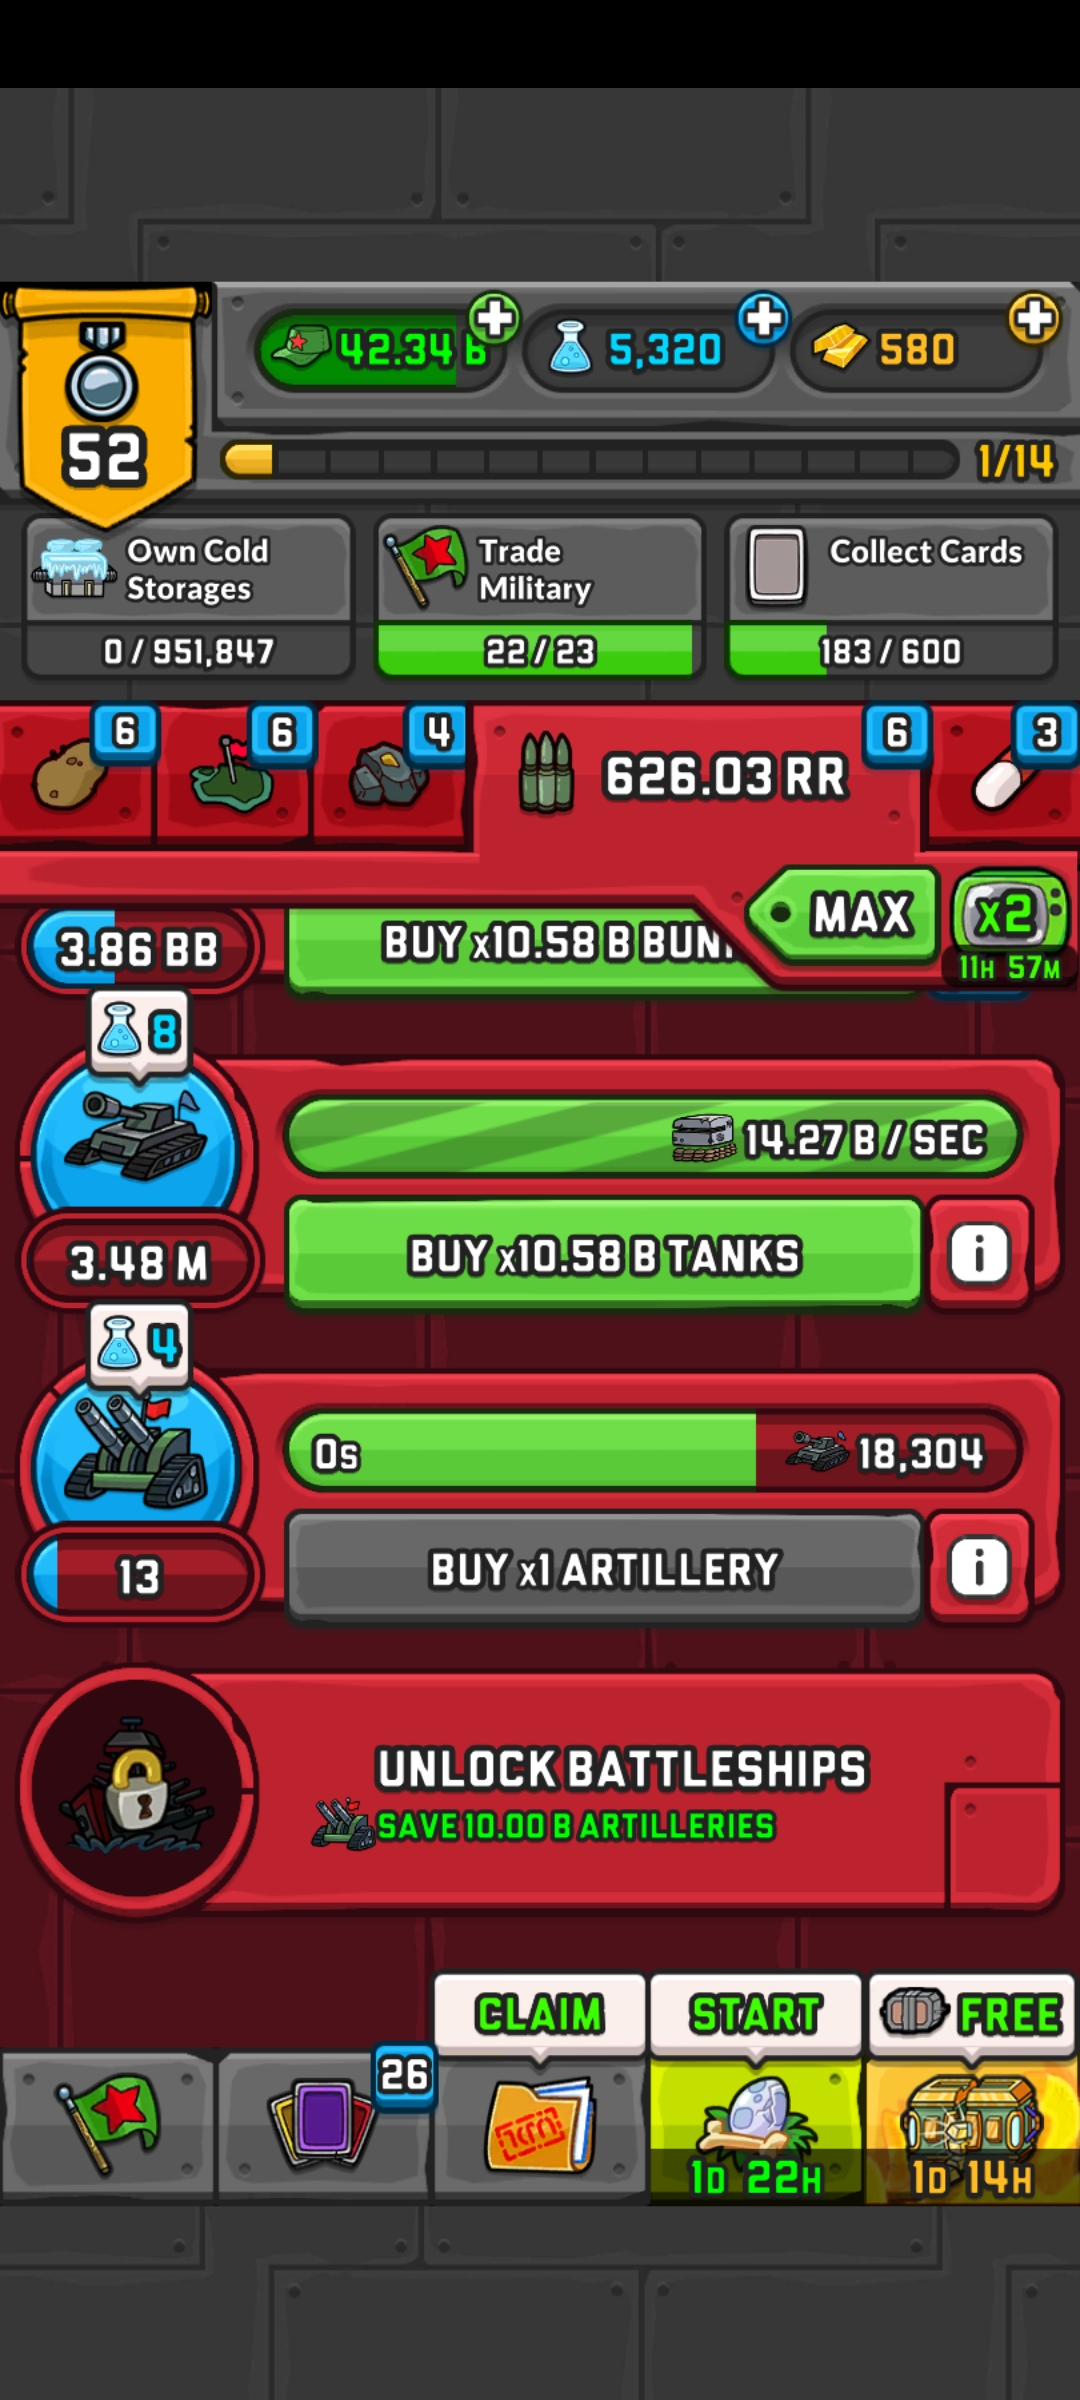 42.34 B
5,320
580
52
1/14
Own Cold
Storages
0 / 951,847
Trade
Military
22 / 23
Collect Cards
183 / 600
6
6
4
626.03 RR
6
3
MAX
x2
11H 57M
3.86 BB
BUY x10.58 B
8
14.27 B / SEC
3.48 M
BUY x10.58 B TANKS
i
4
0s
18,304
13
BUY x1 ARTILLERY
i
UNLOCK BATTLESHIPS
SAVE 10.00 B ARTILLERIES
CLAIM
START
FREE
26
1D 22H
1D 14H